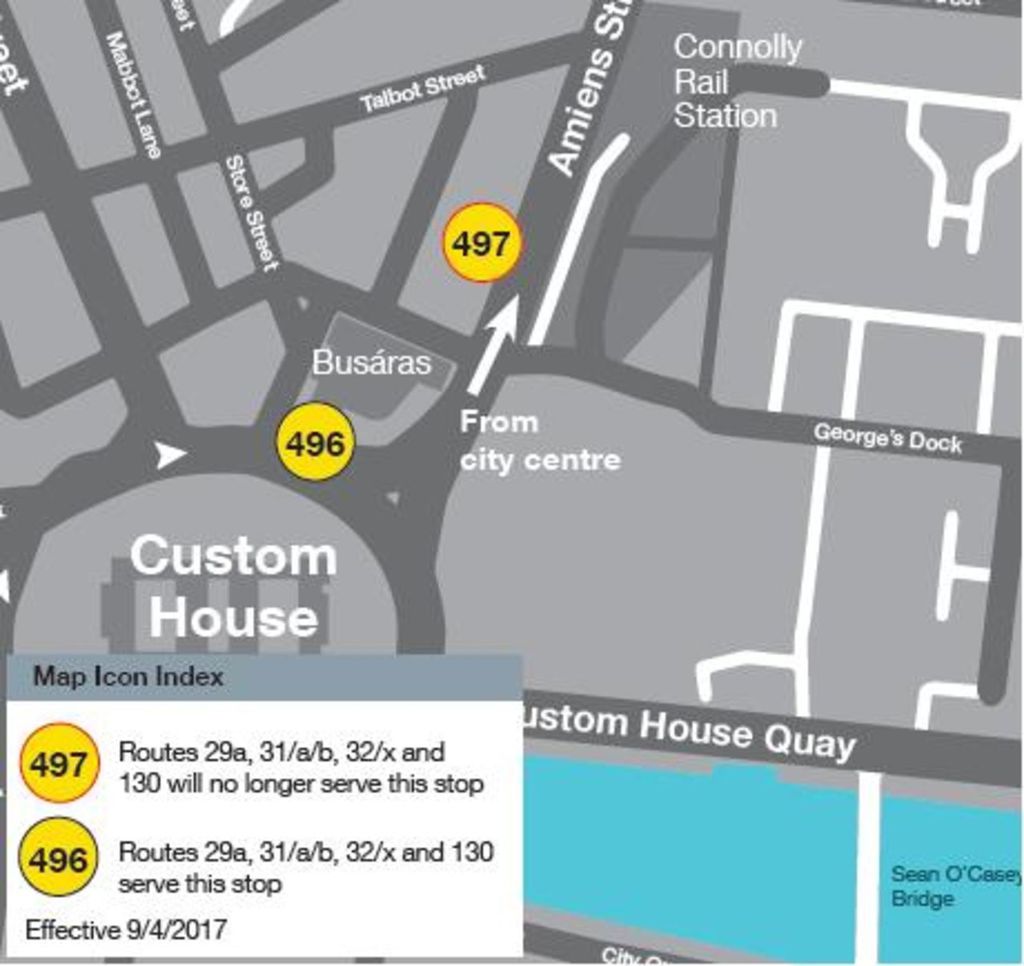 Mabbot Lane
Talbot Street
Store Street
Amiens
Connolly
Rail
Station
497
Busáras
496
From
city centre
George's Dock
Custom
House
House Quay
Sean O'Casey
Bridge
City
Map Icon Index
497
Routes 29a, 31/a/b, 32/x and
130 will no longer serve this stop
496
Routes 29a, 31/a/b, 32/x and 130
serve this stop
Effective 9/4/2017